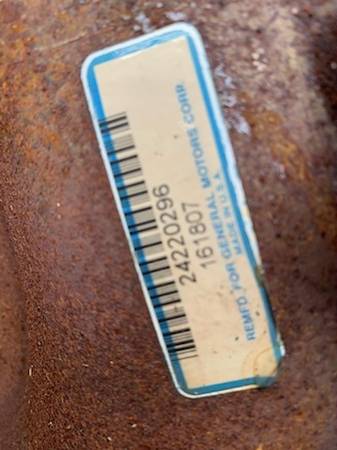 24220296
161807
REMFD. FOR GENERAL MOTORS CORP.
MADE IN U.S.A.